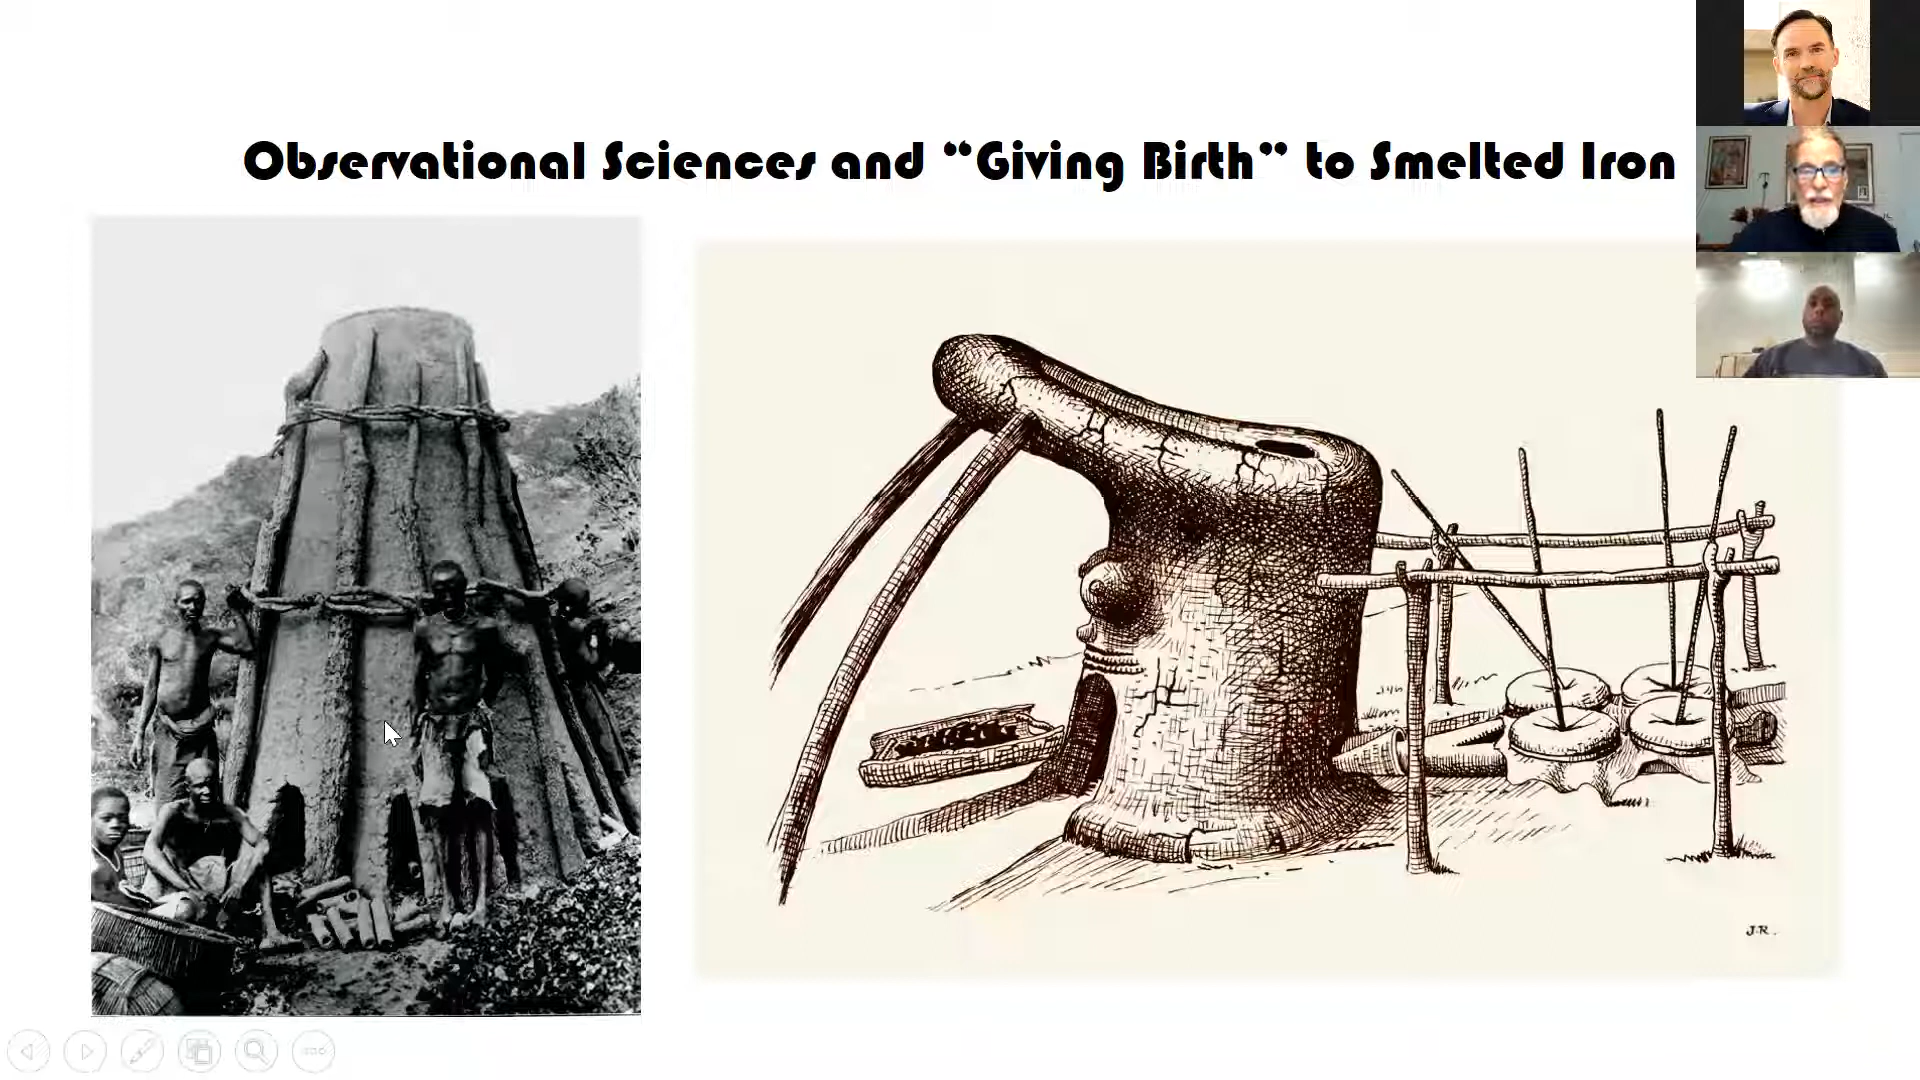 Observational Sciences and “Giving Birth” to Smelted Iron
J.R.